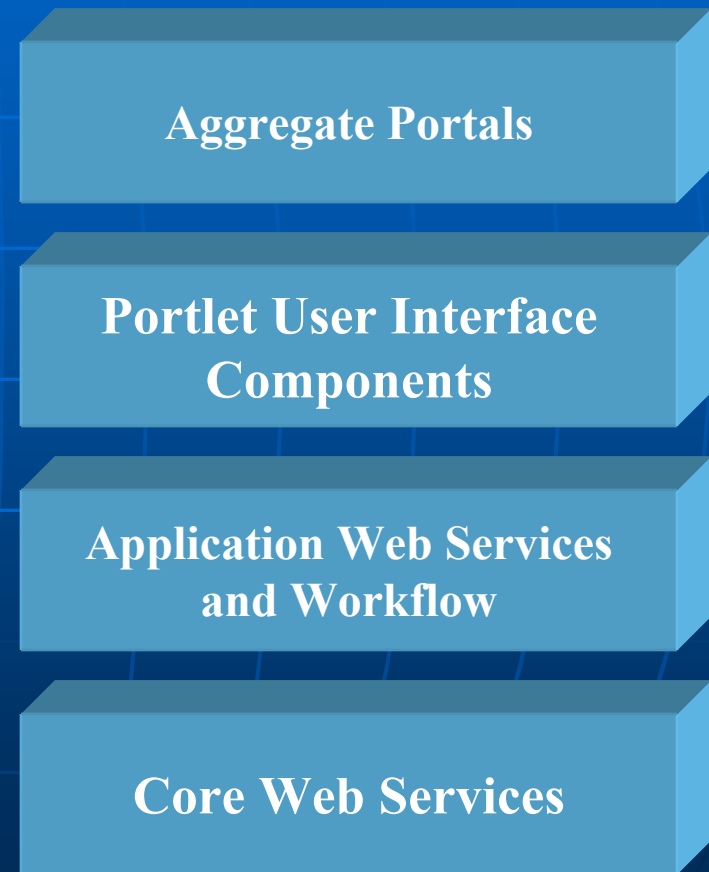 Aggregate Portals
Portlet User Interface
Components
Application Web Services
and Workflow
Core Web Services